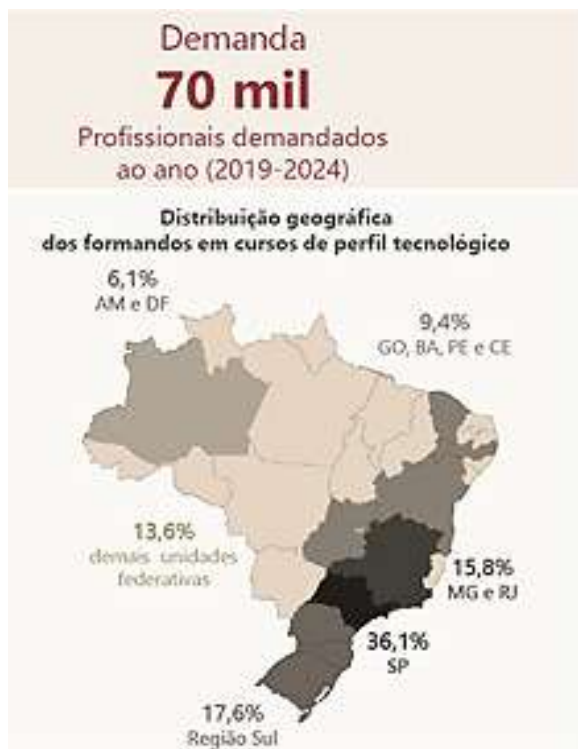 Demanda
70 mil
Profissionais demandados
ao ano (2019-2024)
Distribuição geográfica
dos formandos em cursos de perfil tecnológico
6,1%
AM e DF
9,4%
GO, BA, PE e CE
13,6%
demais unidades
federativas
15,8%
MG e RJ
36,1%
SP
17,6%
Região Sul